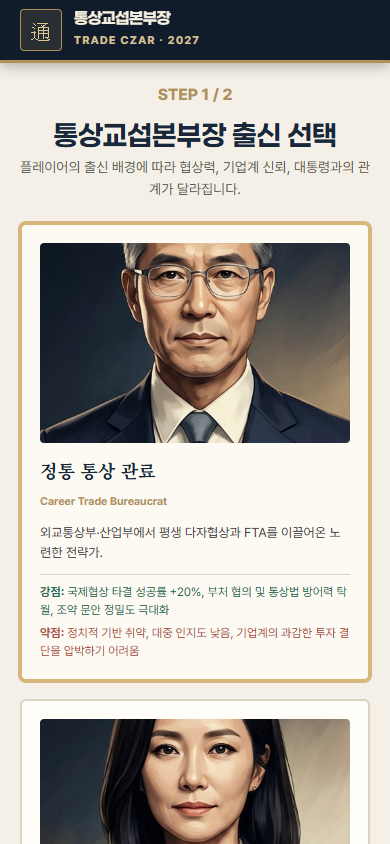 通
통상교섭본부장
TRADE CZAR · 2027
STEP 1 / 2
통상교섭본부장 출신 선택
플레이어의 출신 배경에 따라 협상력, 기업계 신뢰, 대통령과의 관
계가 달라집니다.
정통 통상 관료
Career Trade Bureaucrat
외교통상부·산업부에서 평생 다자협상과 FTA를 이끌어온 노
련한 전략가.
강점: 국제협상 타결 성공률 +20%, 부처 협의 및 통상법 방어력 탁
월, 조약 문안 정밀도 극대화
약점: 정치적 기반 취약, 대중 인지도 낮음, 기업계의 과감한 투자 결
단을 압박하기 어려움